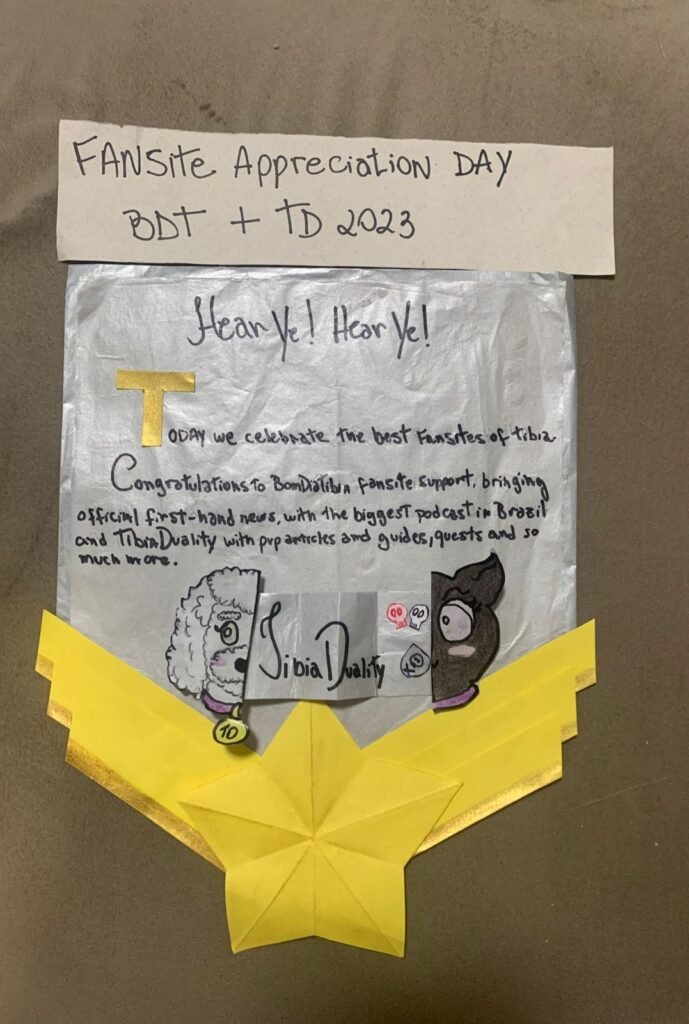 FANSITE APPRECIATION DAY
BDT + TD 2023
Hear Ye! Hear Ye!
TODAY we celebrate the best Fansites of tibia
Congratulations to BomDiaTibia fansite support, bringing
official first-hand news, with the biggest podcast in Brazil
and TibiaDuality with pvp articles and guides, quests and so
much more.
TibiaDuality
TD